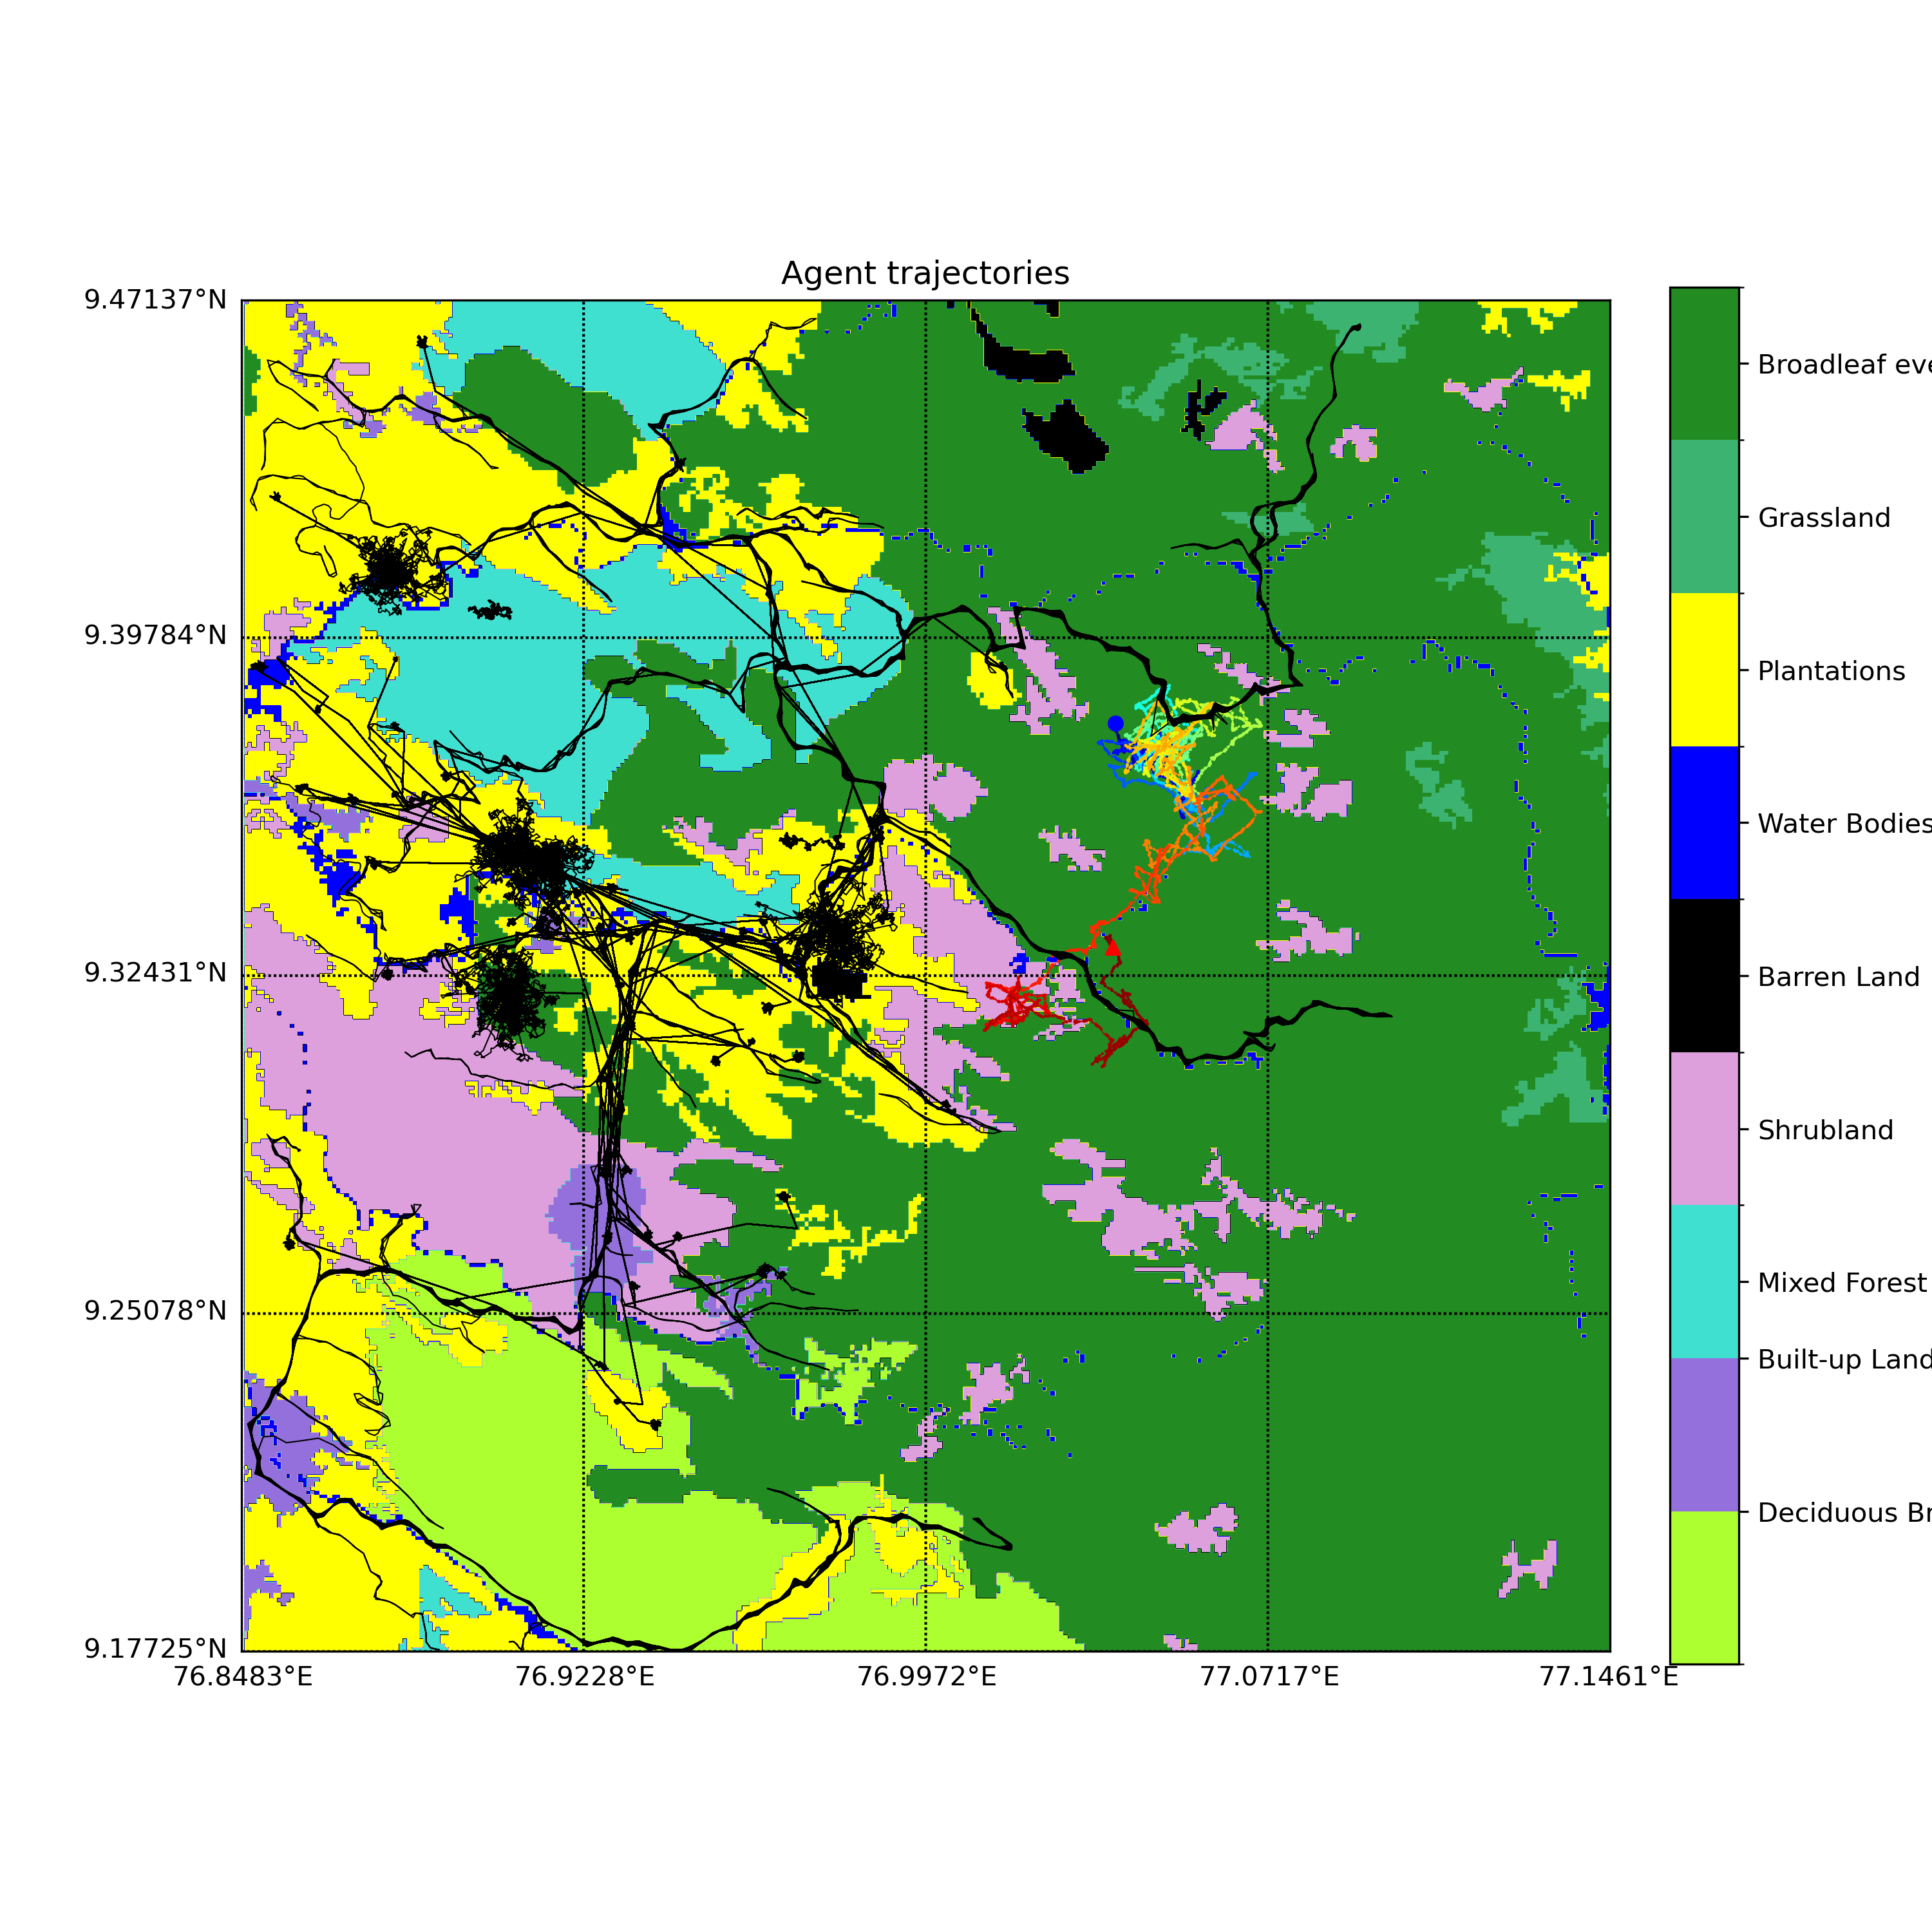 Agent trajectories
9.47137°N
9.39784°N
9.32431°N
9.25078°N
9.17725°N
76.8483°E 76.9228°E 76.9972°E 77.0717°E 77.1461°E
Broadleaf eve
Grassland
Plantations
Water Bodies
Barren Land
Shrubland
Mixed Forest
Built-up Land
Deciduous Br